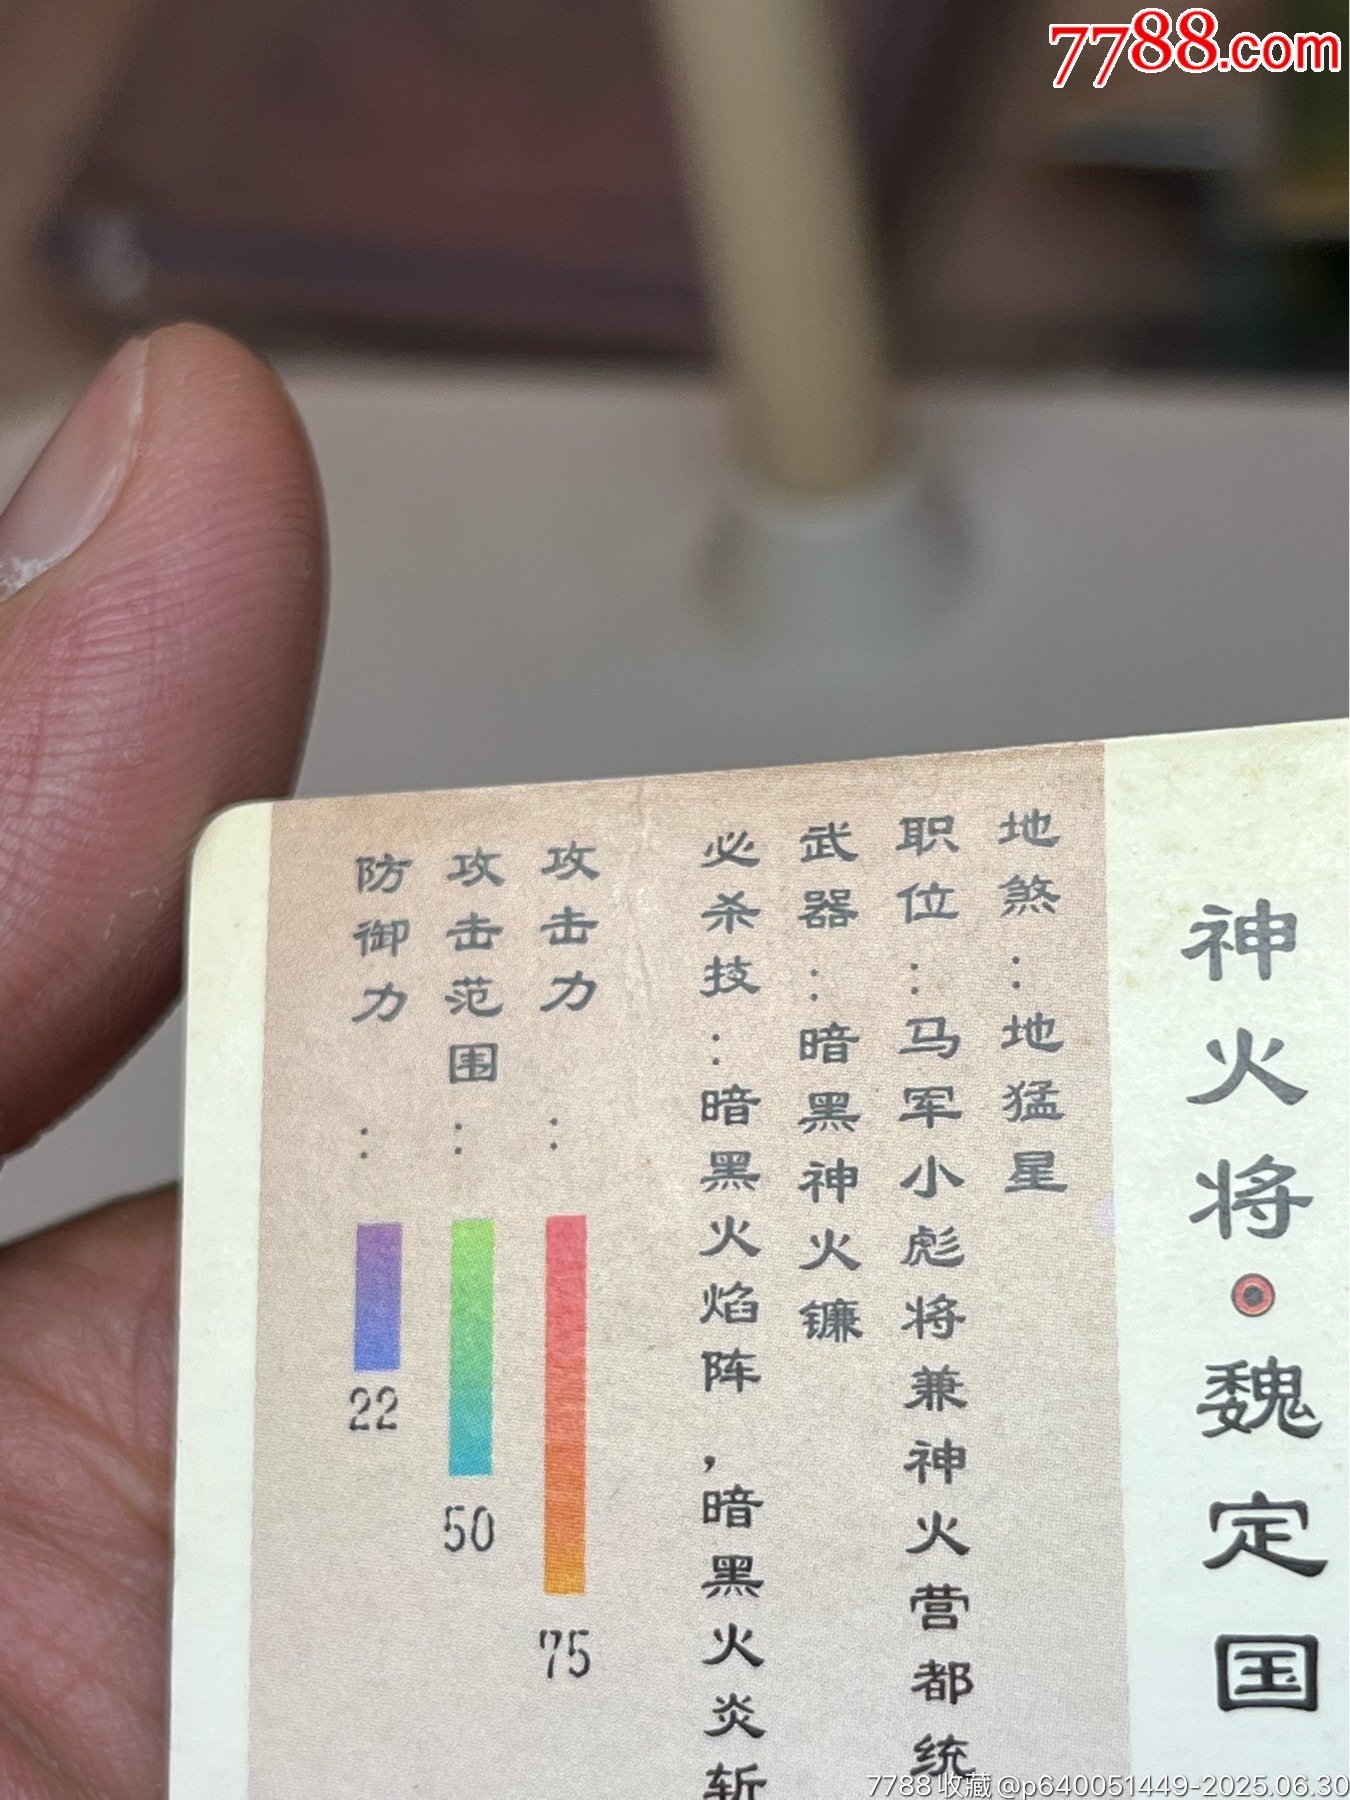 7788.com
神火将·魏定国
地煞：地猛星
职位：马军小彪将兼神火营都统
武器：暗黑神火镰
必杀技：暗黑火焰阵，暗黑火炎斩
攻击力：75
攻击范围：50
防御力：22
7788收藏@p640051449-2025.06.30